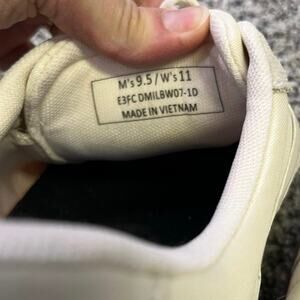 M's 9.5 / W's 11
E3FC DMILBW07-1D
MADE IN VIETNAM